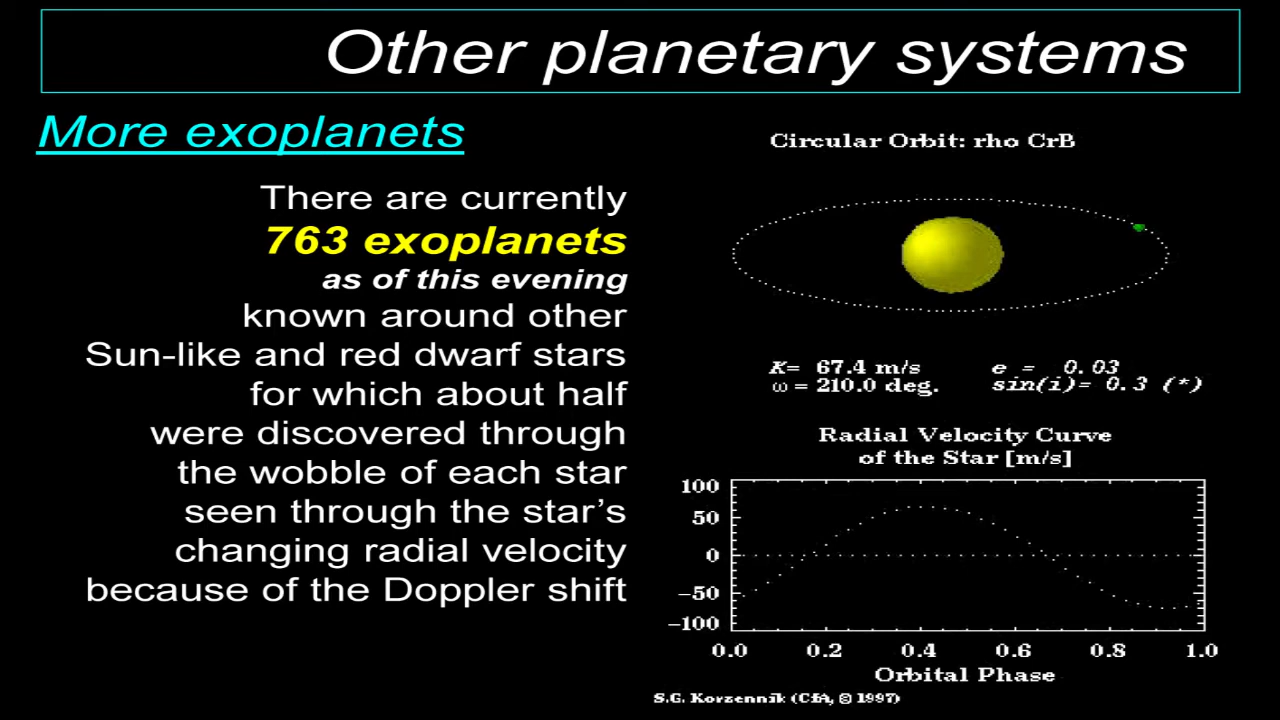 Other planetary systems
More exoplanets
There are currently
763 exoplanets
as of this evening
known around other
Sun-like and red dwarf stars
for which about half
were discovered through
the wobble of each star
seen through the star’s
changing radial velocity
because of the Doppler shift
Circular Orbit: rho CrB
K= 67.4 m/s e = 0.03
ω = 210.0 deg. sin(i)= 0.3 (*)
Radial Velocity Curve
of the Star [m/s]
100
50
0
−50
−100
0.0 0.2 0.4 0.6 0.8 1.0
Orbital Phase
S.G. Korzennik (CfA, © 1997)